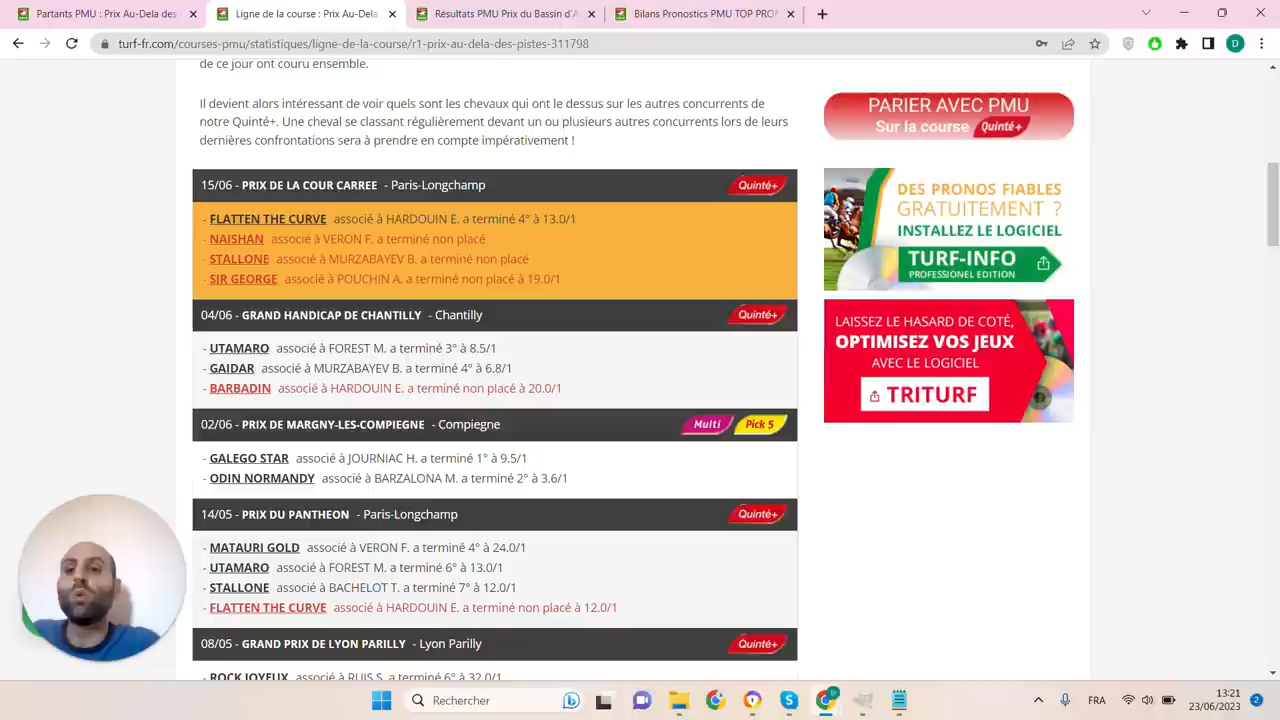 Partants PMU Prix Au-Dela des
Ligne de la course : Prix Au-Dela
Résultats PMU Prix du Bassin d'A
Bilans Pronostics PMU TOP PRO
turf-fr.com/courses-pmu/statistiques/ligne-de-la-course/r1-prix-au-dela-des-pistes-311798
D
de ce jour ont couru ensemble.
Il devient alors intéressant de voir quels sont les chevaux qui ont le dessus sur les autres concurrents de
notre Quinté+. Une cheval se classant régulièrement devant un ou plusieurs autres concurrents lors de leurs
dernières confrontations sera à prendre en compte impérativement !
PARIER AVEC PMU
Sur la course Quinté+
15/06 - PRIX DE LA COUR CARREE - Paris-Longchamp Quinté+
- FLATTEN THE CURVE associé à HARDOUIN E. a terminé 4° à 13.0/1
- NAISHAN associé à VERON F. a terminé non placé
- STALLONE associé à MURZABAYEV B. a terminé non placé
- SIR GEORGE associé à POUCHIN A. a terminé non placé à 19.0/1
04/06 - GRAND HANDICAP DE CHANTILLY - Chantilly Quinté+
- UTAMARO associé à FOREST M. a terminé 3° à 8.5/1
- GAIDAR associé à MURZABAYEV B. a terminé 4° à 6.8/1
- BARBADIN associé à HARDOUIN E. a terminé non placé à 20.0/1
02/06 - PRIX DE MARGNY-LES-COMPIEGNE - Compiegne Multi Pick 5
- GALEGO STAR associé à JOURNIAC H. a terminé 1° à 9.5/1
- ODIN NORMANDY associé à BARZALONA M. a terminé 2° à 3.6/1
14/05 - PRIX DU PANTHEON - Paris-Longchamp Quinté+
- MATAURI GOLD associé à VERON F. a terminé 4° à 24.0/1
- UTAMARO associé à FOREST M. a terminé 6° à 13.0/1
- STALLONE associé à BACHELOT T. a terminé 7° à 12.0/1
- FLATTEN THE CURVE associé à HARDOUIN E. a terminé non placé à 12.0/1
08/05 - GRAND PRIX DE LYON PARILLY - Lyon Parilly Quinté+
- ROCK JOYEUX associé à RUIS S. a terminé 6° à 32.0/1
DES PRONOS FIABLES
GRATUITEMENT ?
INSTALLEZ LE LOGICIEL
TURF-INFO
PROFESSIONEL EDITION
LAISSEZ LE HASARD DE COTÉ,
OPTIMISEZ VOS JEUX
AVEC LE LOGICIEL
TRITURF
Rechercher
FRA
13:21
23/06/2023
2